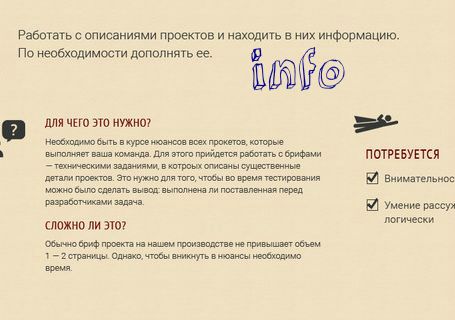 Работать с описаниями проектов и находить в них информацию.
По необходимости дополнять ее.
info
?
ДЛЯ ЧЕГО ЭТО НУЖНО?
Необходимо быть в курсе нюансов всех прокетов, которые
выполняет ваша команда. Для этого прийдется работать с брифами
— техническими заданиями, в котроых описаны существенные
детали проектов. Это нужно для того, чтобы во время тестирования
можно было сделать вывод: выполнена ли поставленная перед
разработчиками задача.
СЛОЖНО ЛИ ЭТО?
Обычно бриф проекта на нашем производстве не привышает объем
1 — 2 страницы. Однако, чтобы вникнуть в нюансы необходимо
время.
ПОТРЕБУЕТСЯ
Внимательнос
Умение рассуж
логически